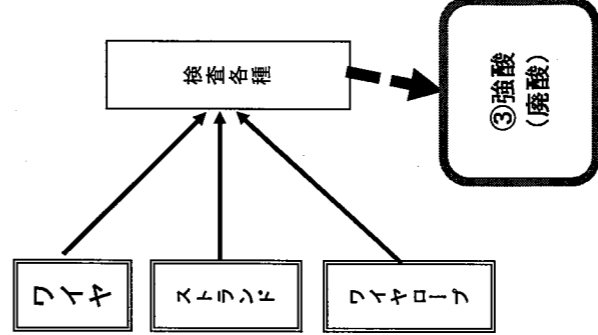 ワイヤ
ストランド
ワイヤロープ
検査各種
③強酸
(廃酸)